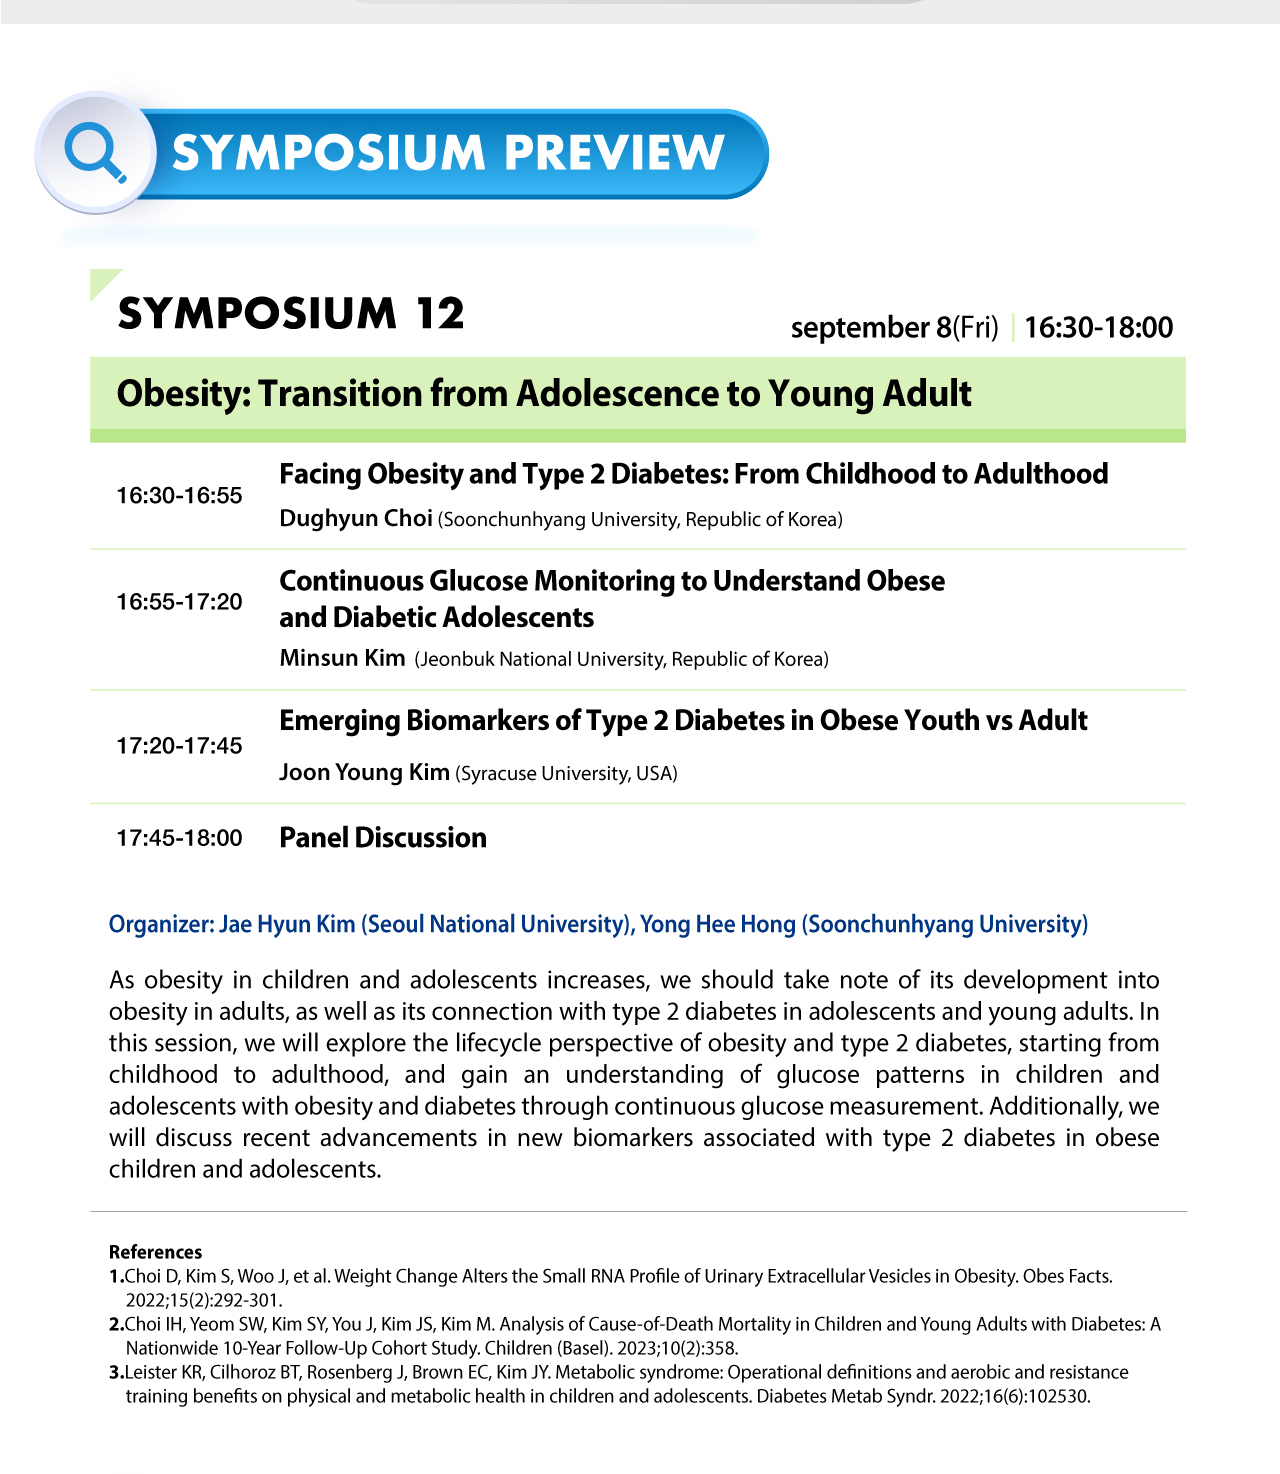 SYMPOSIUM PREVIEW
SYMPOSIUM 12
september 8(Fri) | 16:30-18:00
Obesity: Transition from Adolescence to Young Adult
16:30-16:55
Facing Obesity and Type 2 Diabetes: From Childhood to Adulthood
Dughyun Choi (Soonchunhyang University, Republic of Korea)
16:55-17:20
Continuous Glucose Monitoring to Understand Obese
and Diabetic Adolescents
Minsun Kim (Jeonbuk National University, Republic of Korea)
17:20-17:45
Emerging Biomarkers of Type 2 Diabetes in Obese Youth vs Adult
Joon Young Kim (Syracuse University, USA)
17:45-18:00
Panel Discussion
Organizer: Jae Hyun Kim (Seoul National University), Yong Hee Hong (Soonchunhyang University)
As obesity in children and adolescents increases, we should take note of its development into
obesity in adults, as well as its connection with type 2 diabetes in adolescents and young adults. In
this session, we will explore the lifecycle perspective of obesity and type 2 diabetes, starting from
childhood to adulthood, and gain an understanding of glucose patterns in children and
adolescents with obesity and diabetes through continuous glucose measurement. Additionally, we
will discuss recent advancements in new biomarkers associated with type 2 diabetes in obese
children and adolescents.
References
1.Choi D, Kim S, Woo J, et al. Weight Change Alters the Small RNA Profile of Urinary Extracellular Vesicles in Obesity. Obes Facts.
2022;15(2):292-301.
2.Choi IH, Yeom SW, Kim SY, You J, Kim JS, Kim M. Analysis of Cause-of-Death Mortality in Children and Young Adults with Diabetes: A
Nationwide 10-Year Follow-Up Cohort Study. Children (Basel). 2023;10(2):358.
3.Leister KR, Cilhoroz BT, Rosenberg J, Brown EC, Kim JY. Metabolic syndrome: Operational definitions and aerobic and resistance
training benefits on physical and metabolic health in children and adolescents. Diabetes Metab Syndr. 2022;16(6):102530.